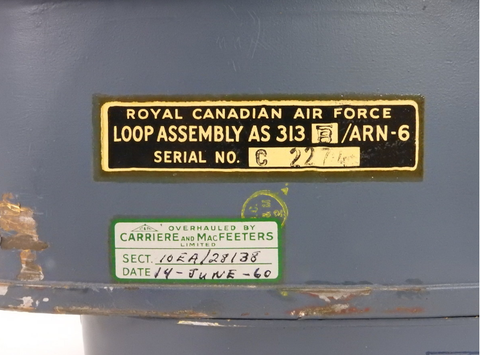 ROYAL CANADIAN AIR FORCE
LOOP ASSEMBLY AS 313 B /ARN-6
SERIAL NO. C 227
OVERHAULED BY
CARRIERE AND MACFEETERS
LIMITED
SECT. 10EA/28138
DATE 14-JUNE-60